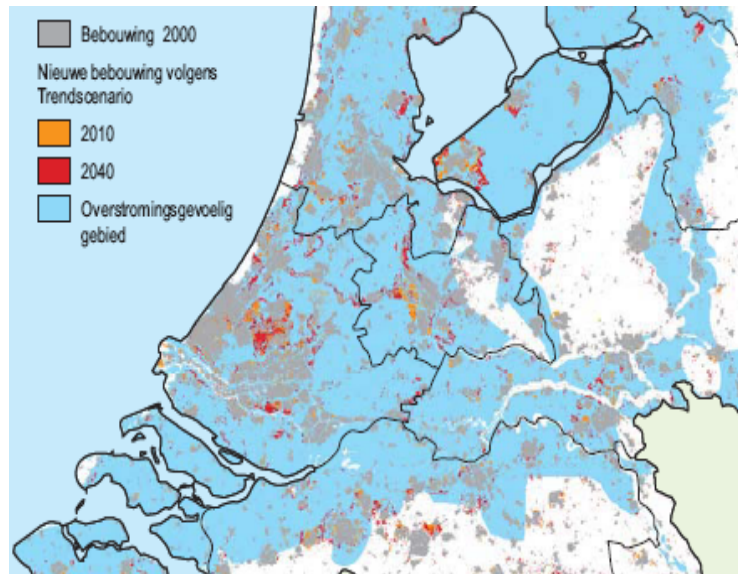 Bebouwing 2000
Nieuwe bebouwing volgens
Trendscenario
2010
2040
Overstromingsgevoelig
gebied